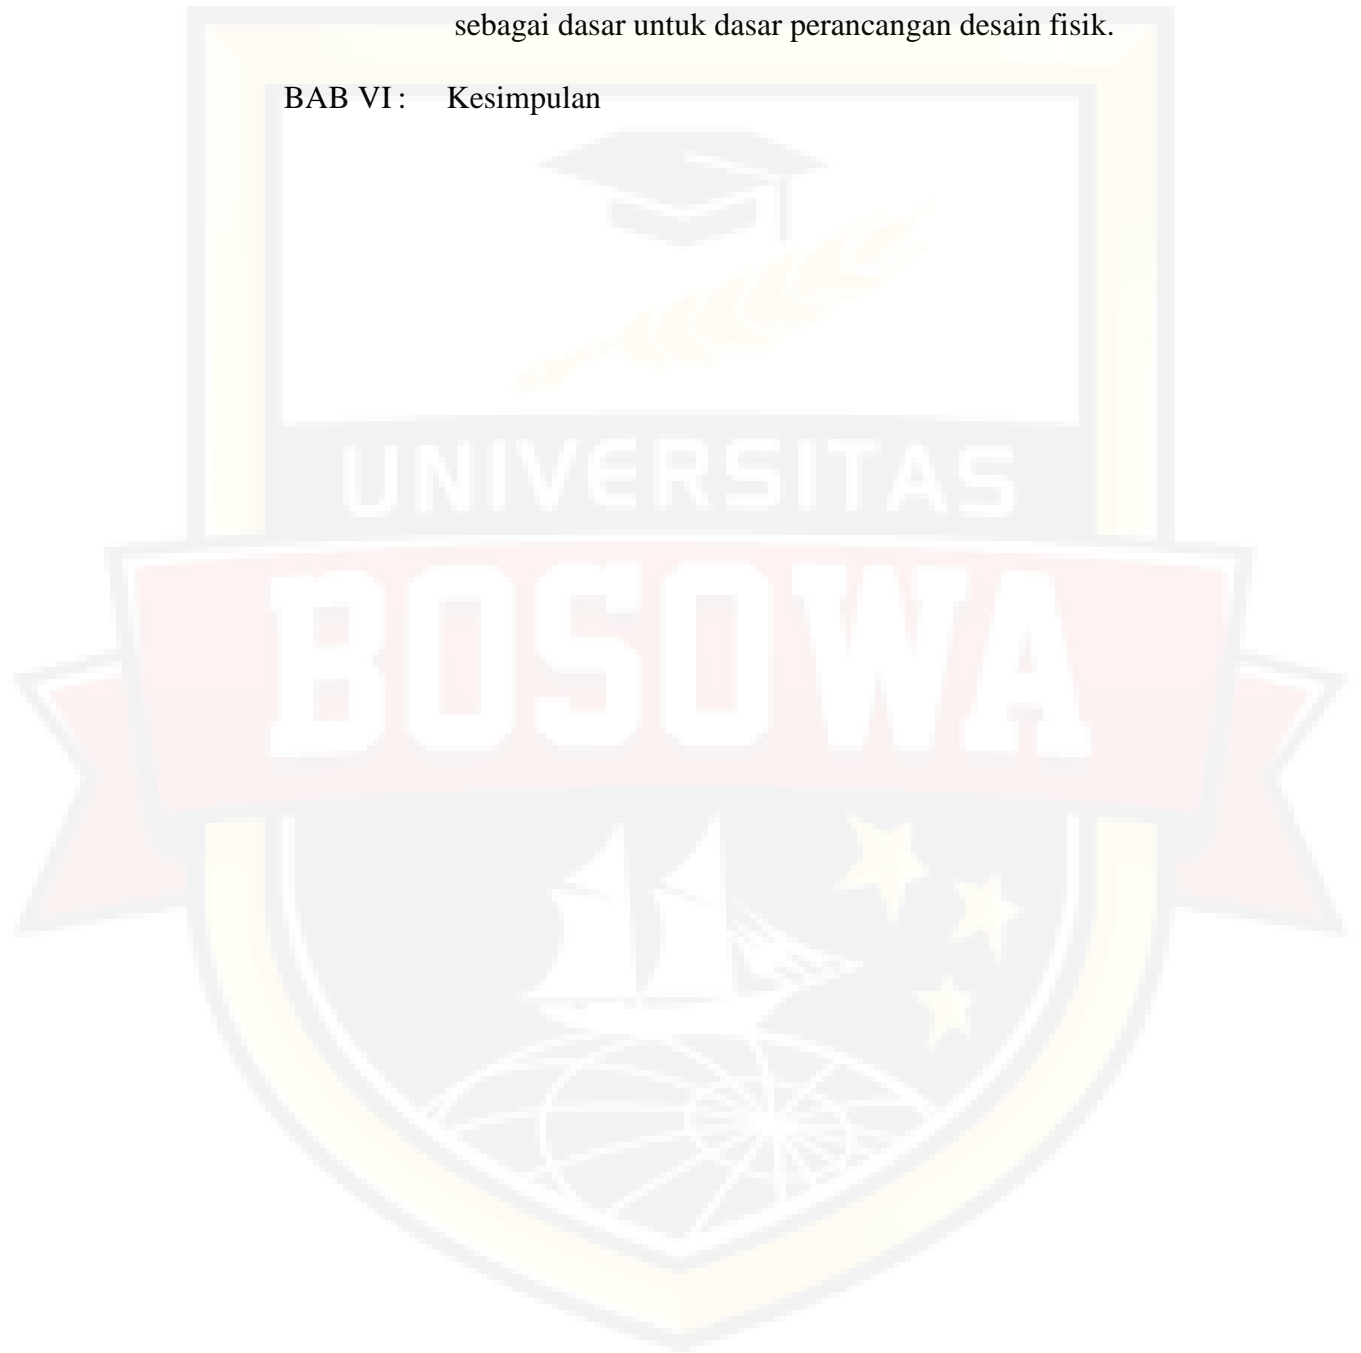 sebagai dasar untuk dasar perancangan desain fisik.
BAB VI : Kesimpulan
UNIVERSITAS
BOSOWA